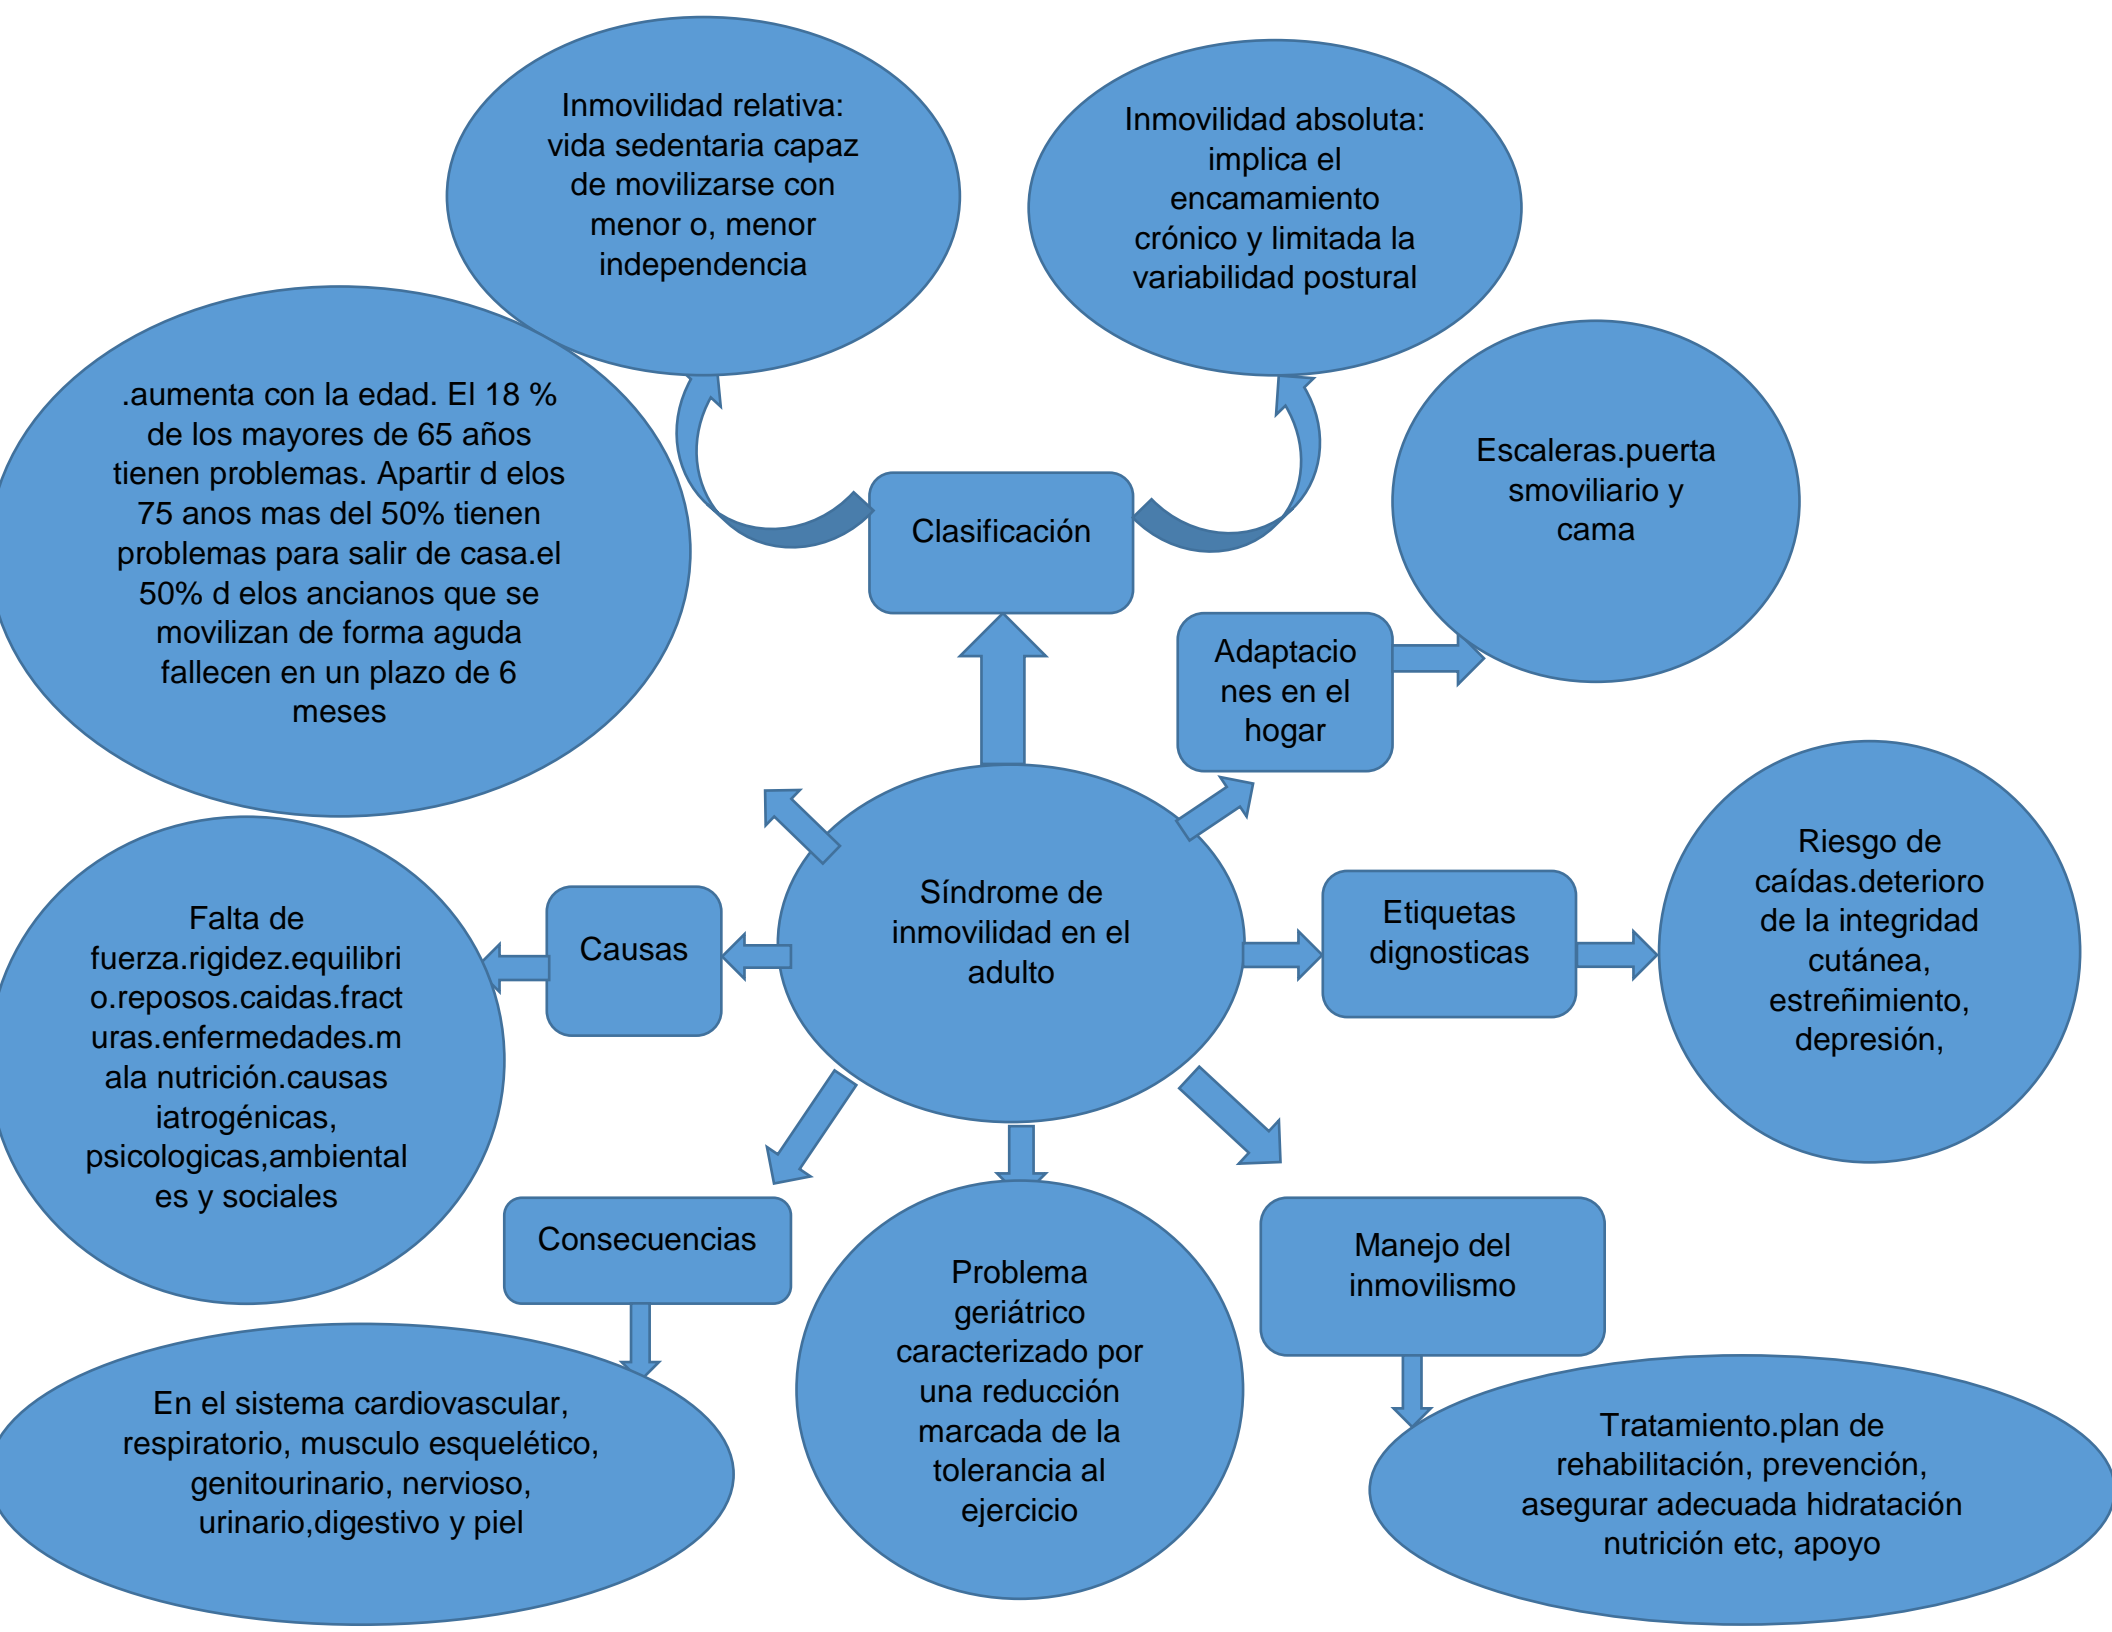 Inmovilidad relativa:
vida sedentaria capaz
de movilizarse con
menor o, menor
independencia
Inmovilidad absoluta:
implica el
encamamiento
crónico y limitada la
variabilidad postural
.aumenta con la edad. El 18 %
de los mayores de 65 años
tienen problemas. Apartir d elos
75 anos mas del 50% tienen
problemas para salir de casa.el
50% d elos ancianos que se
movilizan de forma aguda
fallecen en un plazo de 6
meses
Clasificación
Escaleras.puerta
smoviliario y
cama
Adaptacio
nes en el
hogar
Síndrome de
inmovilidad en el
adulto
Etiquetas
dignosticas
Riesgo de
caídas.deterioro
de la integridad
cutánea,
estreñimiento,
depresión,
Causas
Falta de
fuerza.rigidez.equilibri
o.reposos.caidas.fract
uras.enfermedades.m
ala nutrición.causas
iatrogénicas,
psicologicas,ambiental
es y sociales
Consecuencias
En el sistema cardiovascular,
respiratorio, musculo esquelético,
genitourinario, nervioso,
urinario,digestivo y piel
Problema
geriátrico
caracterizado por
una reducción
marcada de la
tolerancia al
ejercicio
Manejo del
inmovilismo
Tratamiento.plan de
rehabilitación, prevención,
asegurar adecuada hidratación
nutrición etc, apoyo